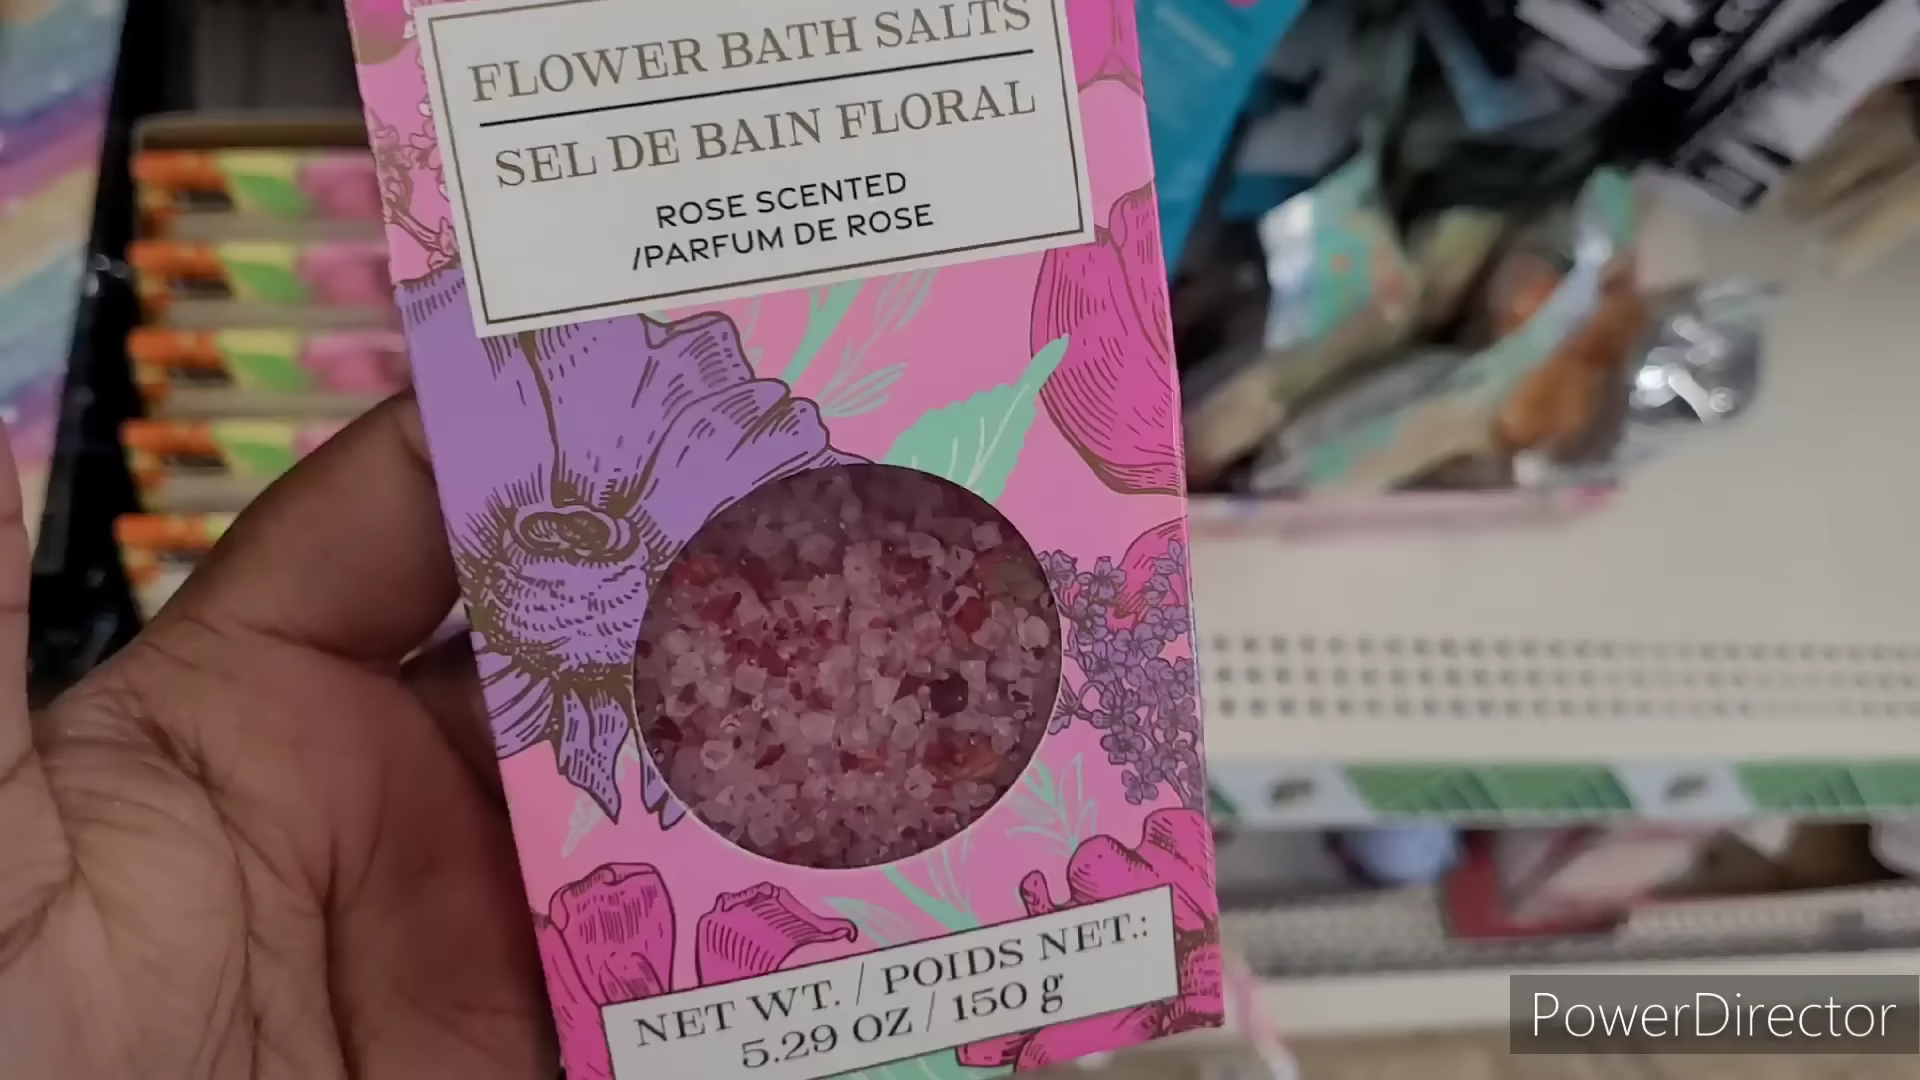 FLOWER BATH SALTS
SEL DE BAIN FLORAL
ROSE SCENTED
/PARFUM DE ROSE
NET WT. / POIDS NET.:
5.29 OZ / 150 g
PowerDirector